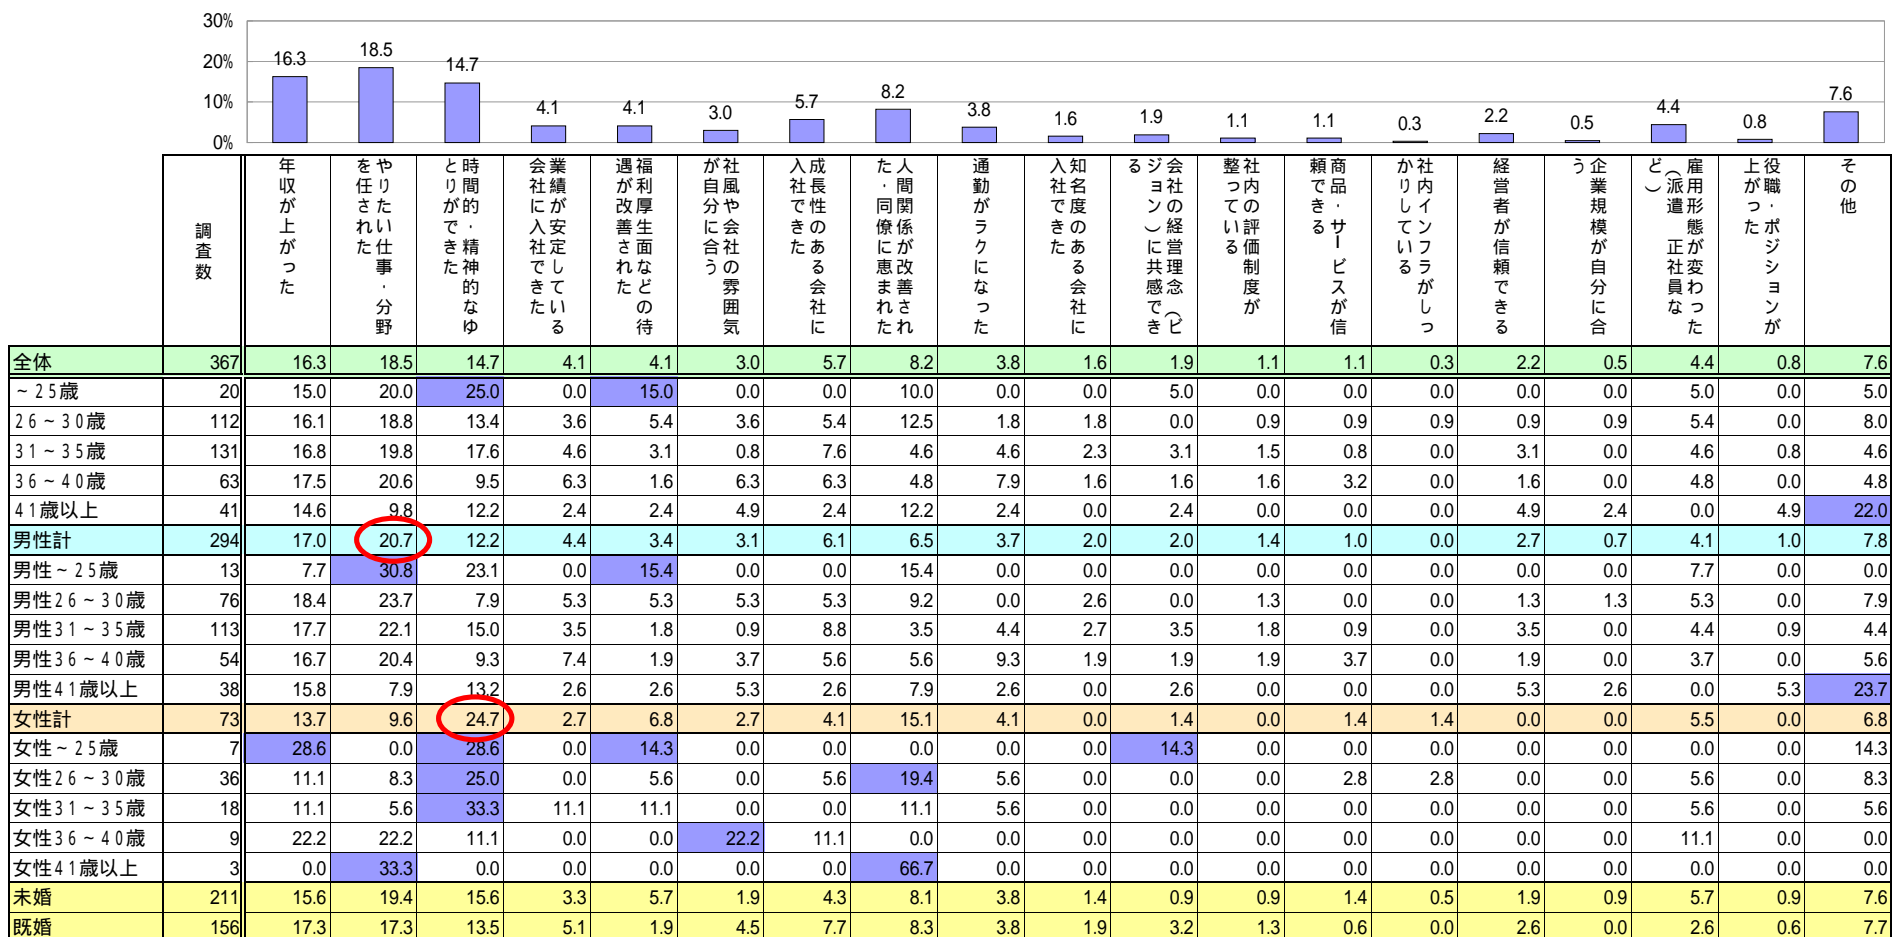 30%
20%
10%
0%
16.3 18.5 14.7 4.1 4.1 3.0 5.7 8.2 3.8 1.6 1.9 1.1 1.1 0.3 2.2 0.5 4.4 0.8 7.6
調査数
年収が上がった
やりたい仕事・分野
を任された
時間的・精神的なゆ
とりができた
業績が安定している
会社に入社できた
福利厚生面などの待
遇が改善された
社風や会社の雰囲気
が自分に合う
成長性のある会社に
入社できた
人間関係が改善され
た・同僚に恵まれた
通勤がラクになった
知名度のある会社に
入社できた
会社の経営理念（ビ
ジョン）に共感でき
る
社内の評価制度が
整っている
商品・サービスが信
頼できる
社内インフラがしっ
かりしている
経営者が信頼できる
企業規模が自分に合
う
雇用形態が変わった
（派遣 正社員な
ど）
役職・ポジションが
上がった
その他
全体 367 16.3 18.5 14.7 4.1 4.1 3.0 5.7 8.2 3.8 1.6 1.9 1.1 1.1 0.3 2.2 0.5 4.4 0.8 7.6
～25歳 20 15.0 20.0 25.0 0.0 15.0 0.0 0.0 10.0 0.0 0.0 5.0 0.0 0.0 0.0 0.0 0.0 5.0 0.0 5.0
26～30歳 112 16.1 18.8 13.4 3.6 5.4 3.6 5.4 12.5 1.8 1.8 0.0 0.9 0.9 0.9 0.9 0.9 5.4 0.0 8.0
31～35歳 131 16.8 19.8 17.6 4.6 3.1 0.8 7.6 4.6 4.6 2.3 3.1 1.5 0.8 0.0 3.1 0.0 4.6 0.8 4.6
36～40歳 63 17.5 20.6 9.5 6.3 1.6 6.3 6.3 4.8 7.9 1.6 1.6 1.6 3.2 0.0 1.6 0.0 4.8 0.0 4.8
41歳以上 41 14.6 9.8 12.2 2.4 2.4 4.9 2.4 12.2 2.4 0.0 2.4 0.0 0.0 0.0 4.9 2.4 0.0 4.9 22.0
男性計 294 17.0 20.7 12.2 4.4 3.4 3.1 6.1 6.5 3.7 2.0 2.0 1.4 1.0 0.0 2.7 0.7 4.1 1.0 7.8
男性～25歳 13 7.7 30.8 23.1 0.0 15.4 0.0 0.0 15.4 0.0 0.0 0.0 0.0 0.0 0.0 0.0 0.0 7.7 0.0 0.0
男性26～30歳 76 18.4 23.7 7.9 5.3 5.3 5.3 5.3 9.2 0.0 2.6 0.0 1.3 0.0 0.0 1.3 1.3 5.3 0.0 7.9
男性31～35歳 113 17.7 22.1 15.0 3.5 1.8 0.9 8.8 3.5 4.4 2.7 3.5 1.8 0.9 0.0 3.5 0.0 4.4 0.9 4.4
男性36～40歳 54 16.7 20.4 9.3 7.4 1.9 3.7 5.6 5.6 9.3 1.9 1.9 1.9 3.7 0.0 1.9 0.0 3.7 0.0 5.6
男性41歳以上 38 15.8 7.9 13.2 2.6 2.6 5.3 2.6 7.9 2.6 0.0 2.6 0.0 0.0 0.0 5.3 2.6 0.0 5.3 23.7
女性計 73 13.7 9.6 24.7 2.7 6.8 2.7 4.1 15.1 4.1 0.0 1.4 0.0 1.4 1.4 0.0 0.0 5.5 0.0 6.8
女性～25歳 7 28.6 0.0 28.6 0.0 14.3 0.0 0.0 0.0 0.0 0.0 14.3 0.0 0.0 0.0 0.0 0.0 0.0 0.0 14.3
女性26～30歳 36 11.1 8.3 25.0 0.0 5.6 0.0 5.6 19.4 5.6 0.0 0.0 0.0 2.8 2.8 0.0 0.0 5.6 0.0 8.3
女性31～35歳 18 11.1 5.6 33.3 11.1 11.1 0.0 0.0 11.1 5.6 0.0 0.0 0.0 0.0 0.0 0.0 0.0 5.6 0.0 5.6
女性36～40歳 9 22.2 22.2 11.1 0.0 0.0 22.2 11.1 0.0 0.0 0.0 0.0 0.0 0.0 0.0 0.0 0.0 11.1 0.0 0.0
女性41歳以上 3 0.0 33.3 0.0 0.0 0.0 0.0 0.0 66.7 0.0 0.0 0.0 0.0 0.0 0.0 0.0 0.0 0.0 0.0 0.0
未婚 211 15.6 19.4 15.6 3.3 5.7 1.9 4.3 8.1 3.8 1.4 0.9 0.9 1.4 0.5 1.9 0.9 5.7 0.9 7.6
既婚 156 17.3 17.3 13.5 5.1 1.9 4.5 7.7 8.3 3.8 1.9 3.2 1.3 0.6 0.0 2.6 0.0 2.6 0.6 7.7